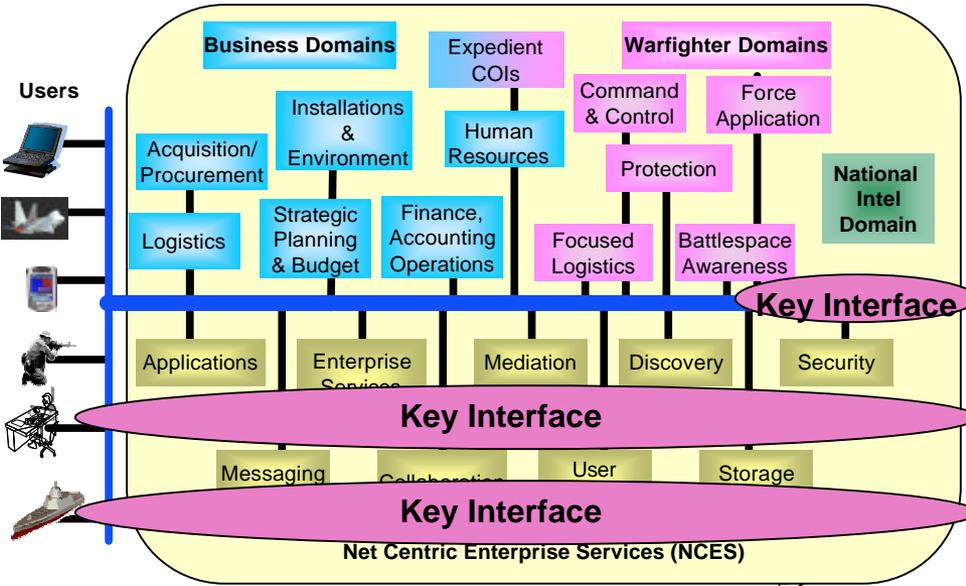 Business Domains
Expedient
COIs
Warfighter Domains
Users
Installations
&
Environment
Command
& Control
Force
Application
Acquisition/
Procurement
Human
Resources
Protection
National
Intel
Domain
Logistics
Strategic
Planning
& Budget
Finance,
Accounting
Operations
Focused
Logistics
Battlespace
Awareness
Key Interface
Applications
Enterprise
Services
Mediation
Discovery
Security
Key Interface
Messaging
Collaboration
User
Storage
Key Interface
Net Centric Enterprise Services (NCES)